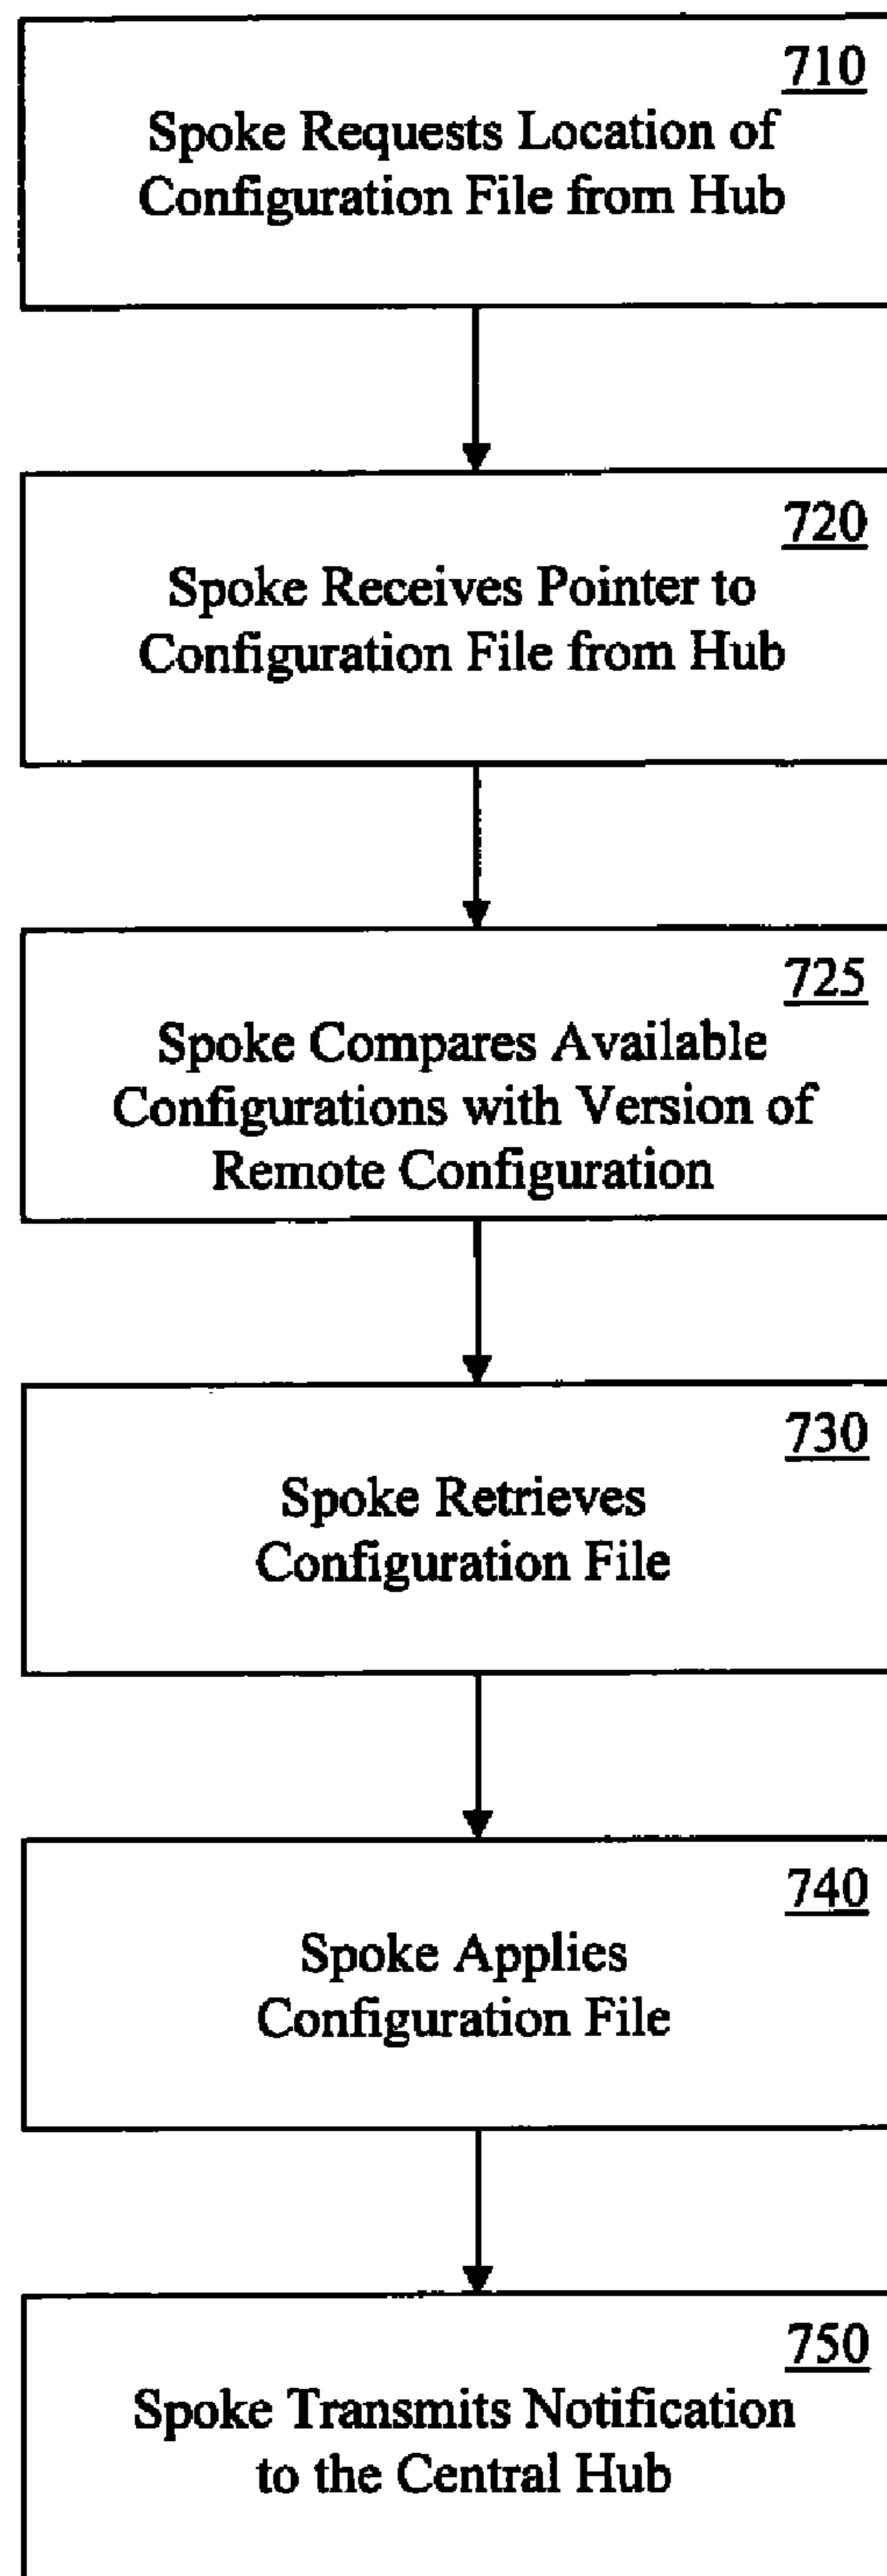 710
Spoke Requests Location of
Configuration File from Hub
720
Spoke Receives Pointer to
Configuration File from Hub
725
Spoke Compares Available
Configurations with Version of
Remote Configuration
730
Spoke Retrieves
Configuration File
740
Spoke Applies
Configuration File
750
Spoke Transmits Notification
to the Central Hub